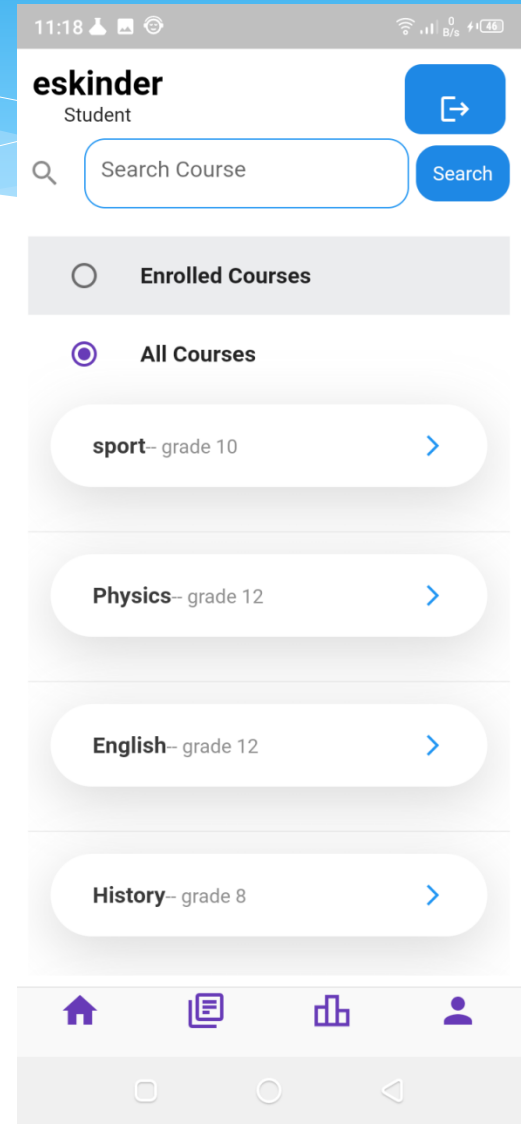 11:18 0 B/s 46
eskinder
Student
Search Course
Search
Enrolled Courses
All Courses
sport-- grade 10
Physics-- grade 12
English-- grade 12
History-- grade 8